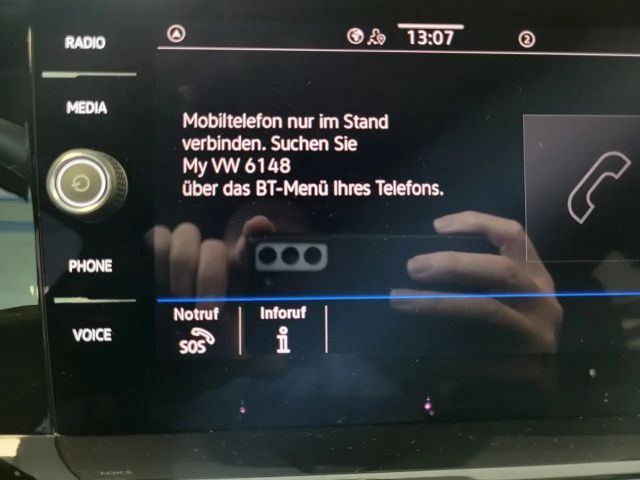 RADIO
MEDIA
PHONE
VOICE
13:07
2
Mobiltelefon nur im Stand
verbinden. Suchen Sie
My VW 6148
über das BT-Menü Ihres Telefons.
Notruf
SOS
Inforuf
i